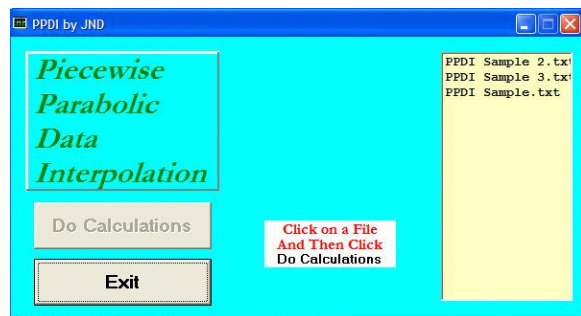 PPDI by JND
Piecewise
Parabolic
Data
Interpolation
Do Calculations
Exit
Click on a File
And Then Click
Do Calculations
PPDI Sample 2.txt
PPDI Sample 3.txt
PPDI Sample.txt